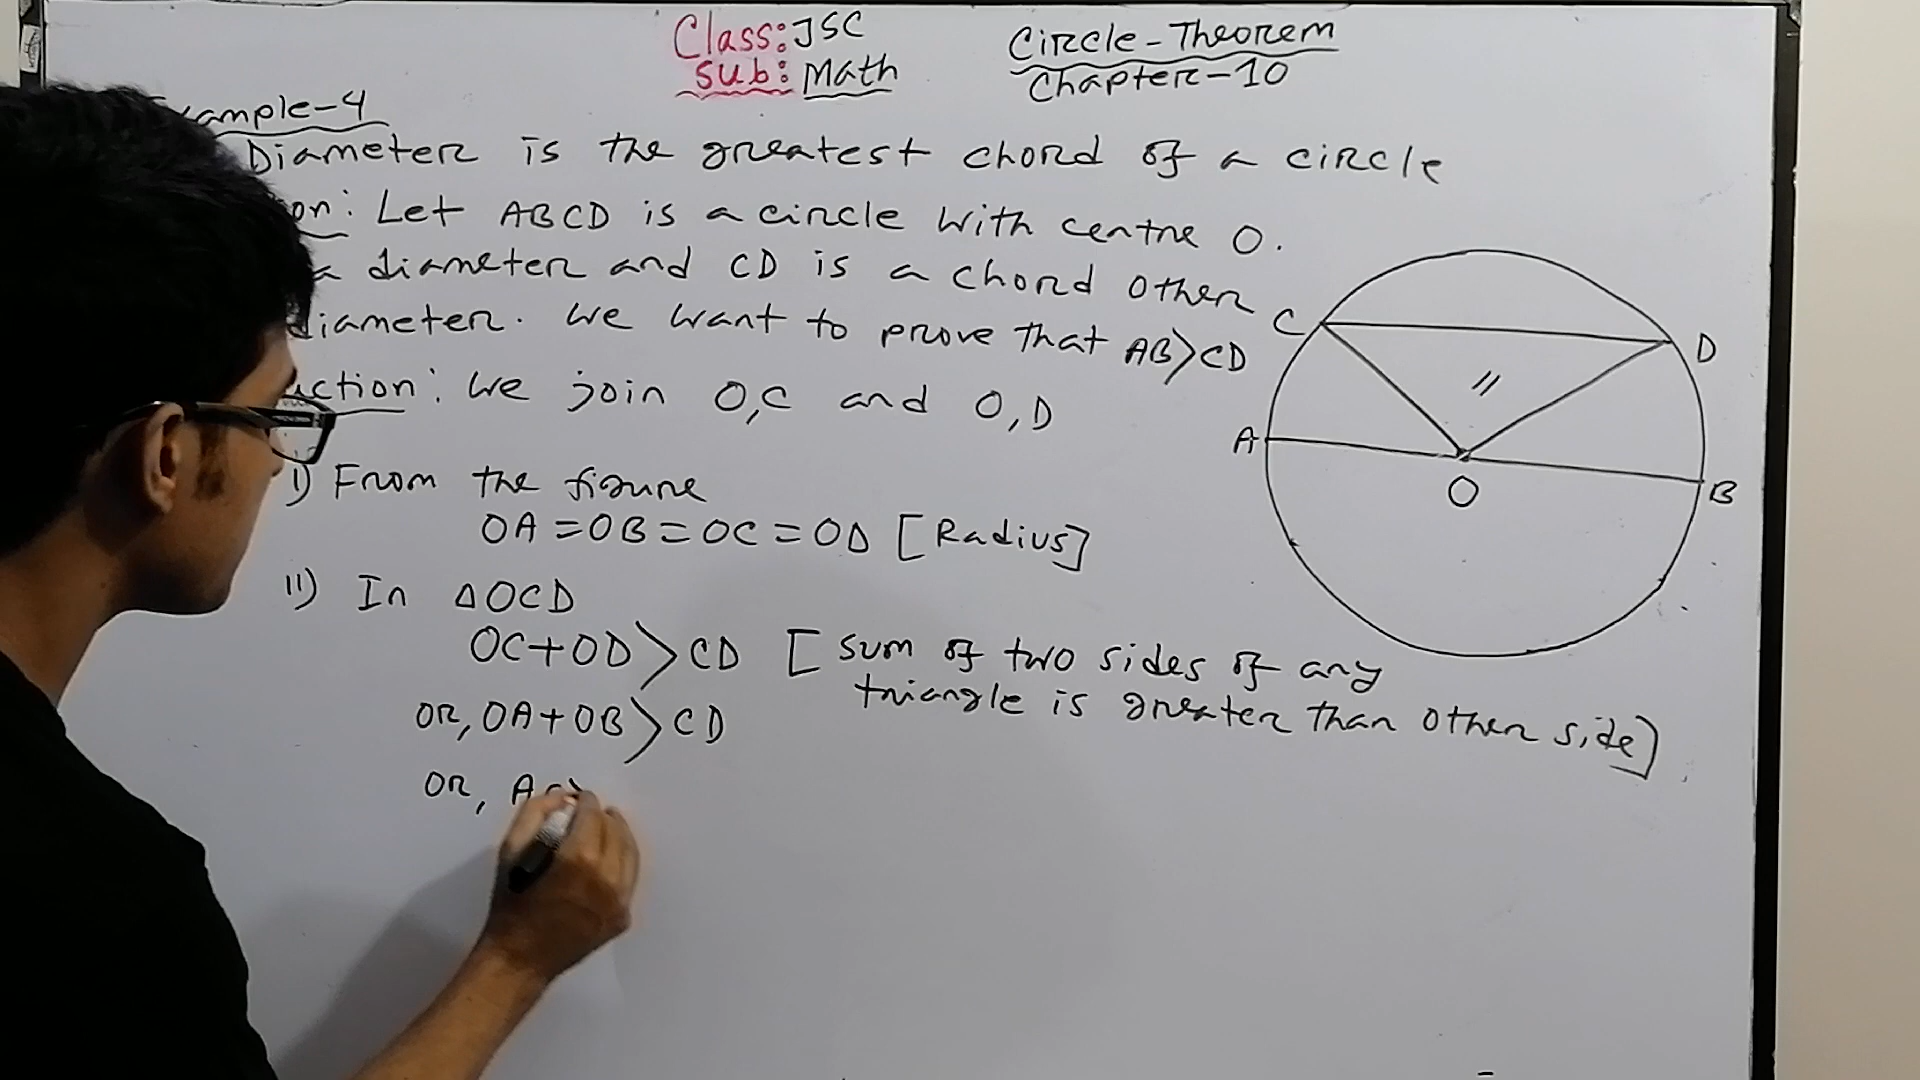 Class: JSC
Sub: Math
Circle-Theorem
Chapter-10
ample-4
Diameter is the greatest chord of a circle
on: Let ABCD is a circle with centre O.
a diameter and CD is a chord other
diameter. We want to prove that AB>CD
uction: We join O,C and O,D
i) From the figure
OA=OB=OC=OD [Radius]
ii) In △OCD
OC+OD>CD [sum of two sides of any
triangle is greater than other side]
or, OA+OB>CD
or, A
C
D
//
A
O
B